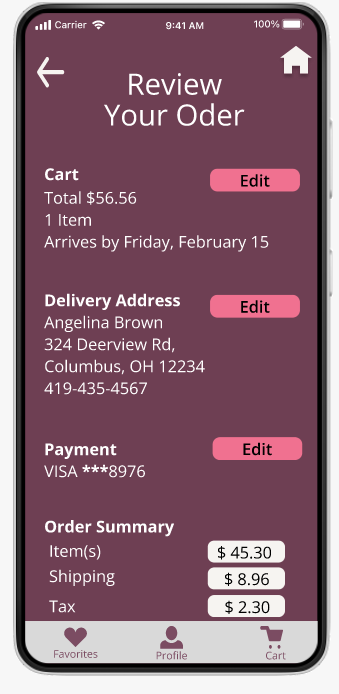 Carrier 9:41 AM 100%
Review
Your Oder
Cart Edit
Total $56.56
1 Item
Arrives by Friday, February 15
Delivery Address Edit
Angelina Brown
324 Deerview Rd,
Columbus, OH 12234
419-435-4567
Payment Edit
VISA ***8976
Order Summary
Item(s) $ 45.30
Shipping $ 8.96
Tax $ 2.30
Favorites Profile Cart